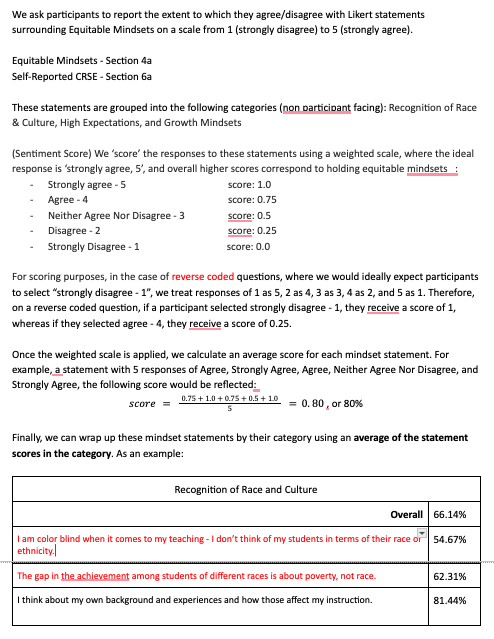 We ask participants to report the extent to which they agree/disagree with Likert statements
surrounding Equitable Mindsets on a scale from 1 (strongly disagree) to 5 (strongly agree).
Equitable Mindsets - Section 4a
Self-Reported CRSE - Section 6a
These statements are grouped into the following categories (non participant facing): Recognition of Race
& Culture, High Expectations, and Growth Mindsets
(Sentiment Score) We ‘score’ the responses to these statements using a weighted scale, where the ideal
response is ‘strongly agree, 5’, and overall higher scores correspond to holding equitable mindsets :
- Strongly agree - 5 score: 1.0
- Agree - 4 score: 0.75
- Neither Agree Nor Disagree - 3 score: 0.5
- Disagree - 2 score: 0.25
- Strongly Disagree - 1 score: 0.0
For scoring purposes, in the case of reverse coded questions, where we would ideally expect participants
to select “strongly disagree - 1”, we treat responses of 1 as 5, 2 as 4, 3 as 3, 4 as 2, and 5 as 1. Therefore,
on a reverse coded question, if a participant selected strongly disagree - 1, they receive a score of 1,
whereas if they selected agree - 4, they receive a score of 0.25.
Once the weighted scale is applied, we calculate an average score for each mindset statement. For
example, a statement with 5 responses of Agree, Strongly Agree, Agree, Neither Agree Nor Disagree, and
Strongly Agree, the following score would be reflected:
score = (0.75 + 1.0 + 0.75 + 0.5 + 1.0) / 5 = 0.80 , or 80%
Finally, we can wrap up these mindset statements by their category using an average of the statement
scores in the category. As an example:
Recognition of Race and Culture
Overall 66.14%
I am color blind when it comes to my teaching - I don’t think of my students in terms of their race or 54.67%
ethnicity.
The gap in the achievement among students of different races is about poverty, not race. 62.31%
I think about my own background and experiences and how those affect my instruction. 81.44%